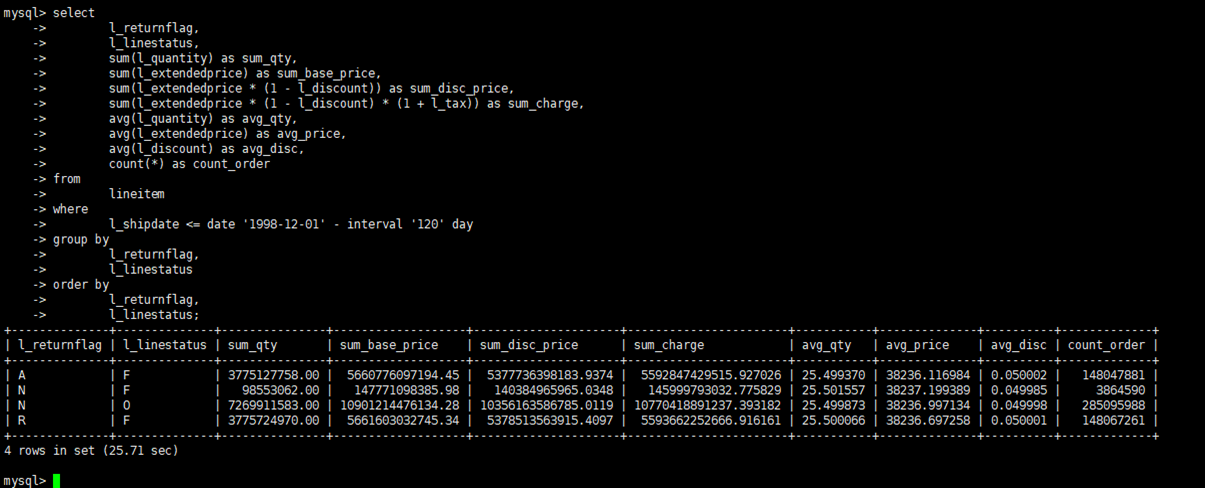 mysql> select
    ->         l_returnflag,
    ->         l_linestatus,
    ->         sum(l_quantity) as sum_qty,
    ->         sum(l_extendedprice) as sum_base_price,
    ->         sum(l_extendedprice * (1 - l_discount)) as sum_disc_price,
    ->         sum(l_extendedprice * (1 - l_discount) * (1 + l_tax)) as sum_charge,
    ->         avg(l_quantity) as avg_qty,
    ->         avg(l_extendedprice) as avg_price,
    ->         avg(l_discount) as avg_disc,
    ->         count(*) as count_order
    -> from
    ->         lineitem
    -> where
    ->         l_shipdate <= date '1998-12-01' - interval '120' day
    -> group by
    ->         l_returnflag,
    ->         l_linestatus
    -> order by
    ->         l_returnflag,
    ->         l_linestatus;
+--------------+--------------+---------------+-------------------+---------------------+-----------------------+-----------+--------------+----------+-------------+
| l_returnflag | l_linestatus | sum_qty       | sum_base_price    | sum_disc_price      | sum_charge            | avg_qty   | avg_price    | avg_disc | count_order |
+--------------+--------------+---------------+-------------------+---------------------+-----------------------+-----------+--------------+----------+-------------+
| A            | F            | 3775127758.00 |  5660776097194.45 |  5377736398183.9374 |  5592847429515.927026 | 25.499370 | 38236.116984 | 0.050002 |   148047881 |
| N            | F            |   98553062.00 |   147771098385.98 |   140384965965.0348 |   145999793032.775829 | 25.501557 | 38237.199389 | 0.049985 |     3864590 |
| N            | O            | 7269911583.00 | 10901214476134.28 | 10356163586785.0119 | 10770418891237.393182 | 25.499873 | 38236.997134 | 0.049998 |   285095988 |
| R            | F            | 3775724970.00 |  5661603032745.34 |  5378513563915.4097 |  5593662252666.916161 | 25.500066 | 38236.697258 | 0.050001 |   148067261 |
+--------------+--------------+---------------+-------------------+---------------------+-----------------------+-----------+--------------+----------+-------------+
4 rows in set (25.71 sec)
mysql>